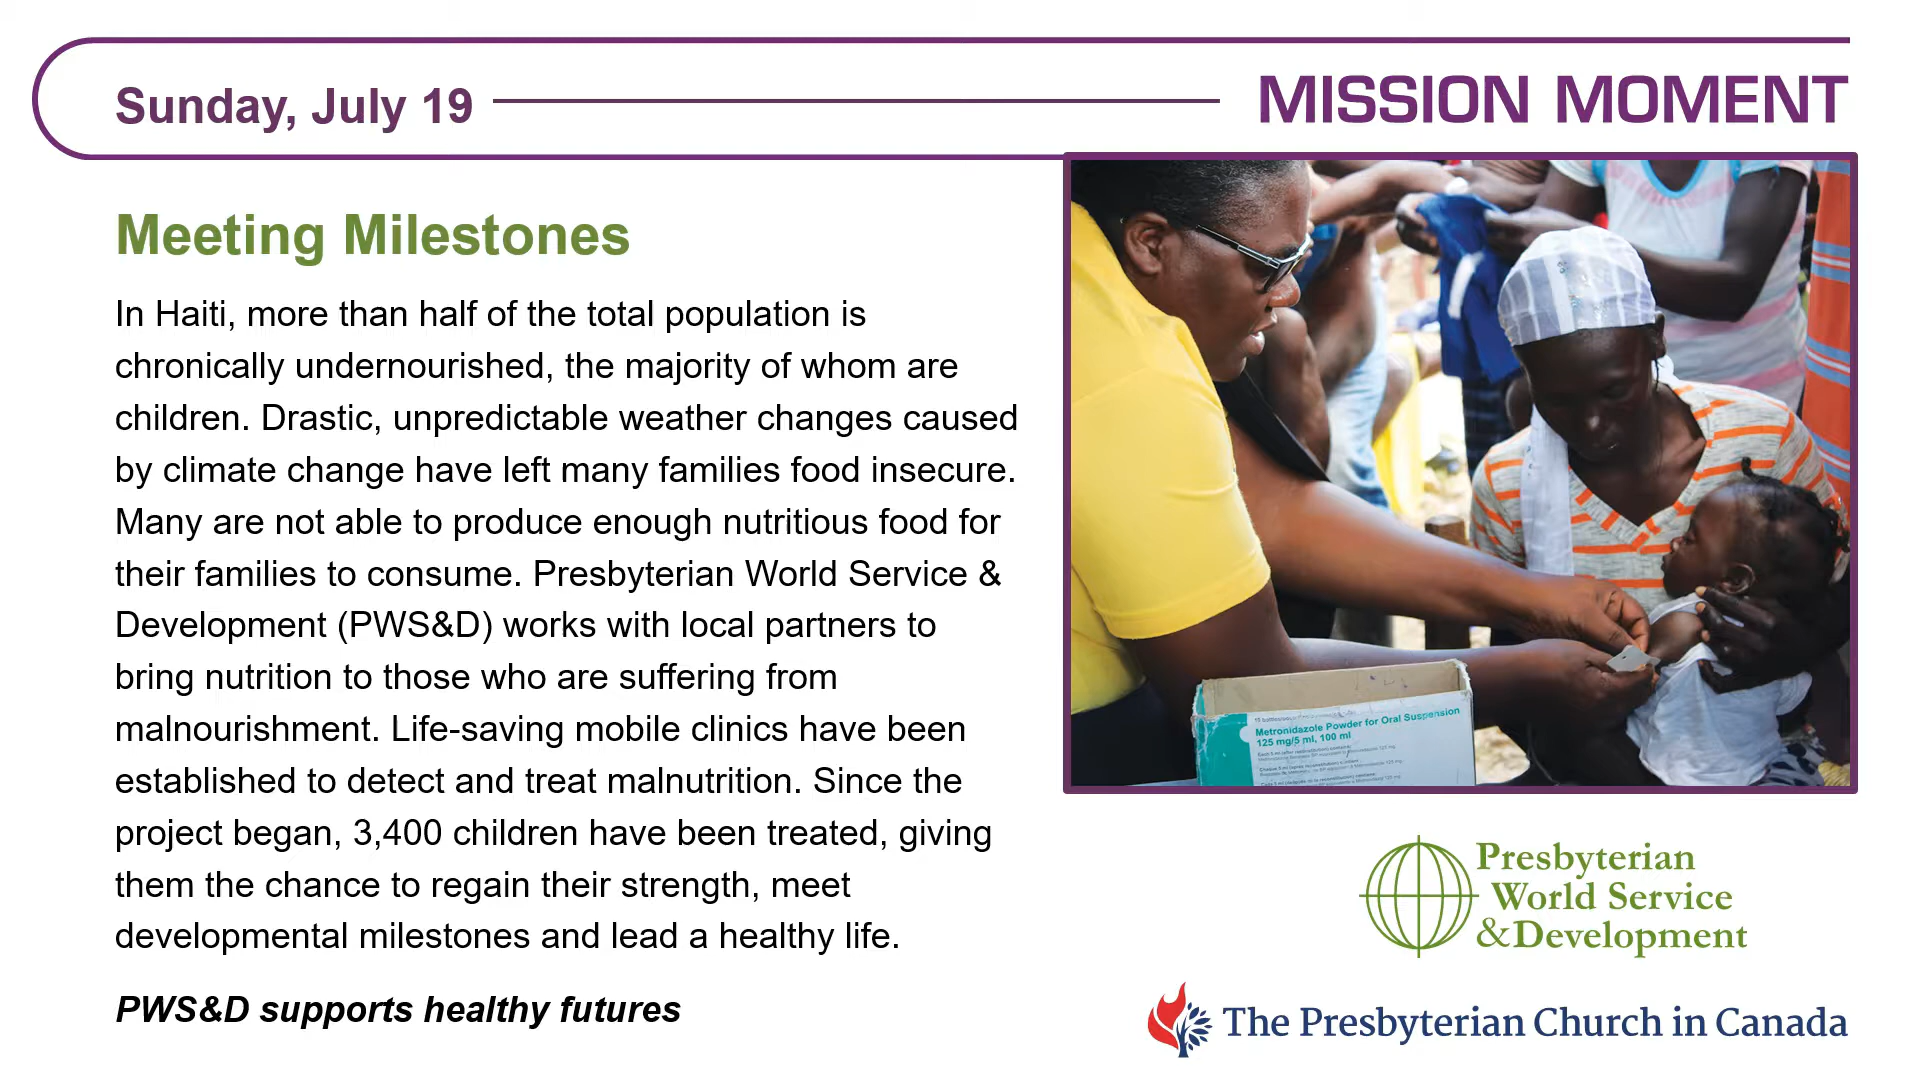 Sunday, July 19
MISSION MOMENT
Meeting Milestones
In Haiti, more than half of the total population is
chronically undernourished, the majority of whom are
children. Drastic, unpredictable weather changes caused
by climate change have left many families food insecure.
Many are not able to produce enough nutritious food for
their families to consume. Presbyterian World Service &
Development (PWS&D) works with local partners to
bring nutrition to those who are suffering from
malnourishment. Life-saving mobile clinics have been
established to detect and treat malnutrition. Since the
project began, 3,400 children have been treated, giving
them the chance to regain their strength, meet
developmental milestones and lead a healthy life.
PWS&D supports healthy futures
Metronidazole Powder for Oral Suspension
125 mg/5 ml, 100 ml
Presbyterian
World Service
&Development
The Presbyterian Church in Canada